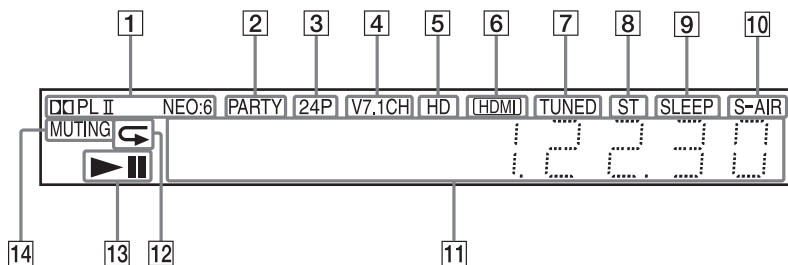 1 2 3 4 5 6 7 8 9 10
PL II NEO:6 PARTY 24P V7.1CH HD HDMI TUNED ST SLEEP S-AIR
MUTING
1.22.30
14 13 12 11